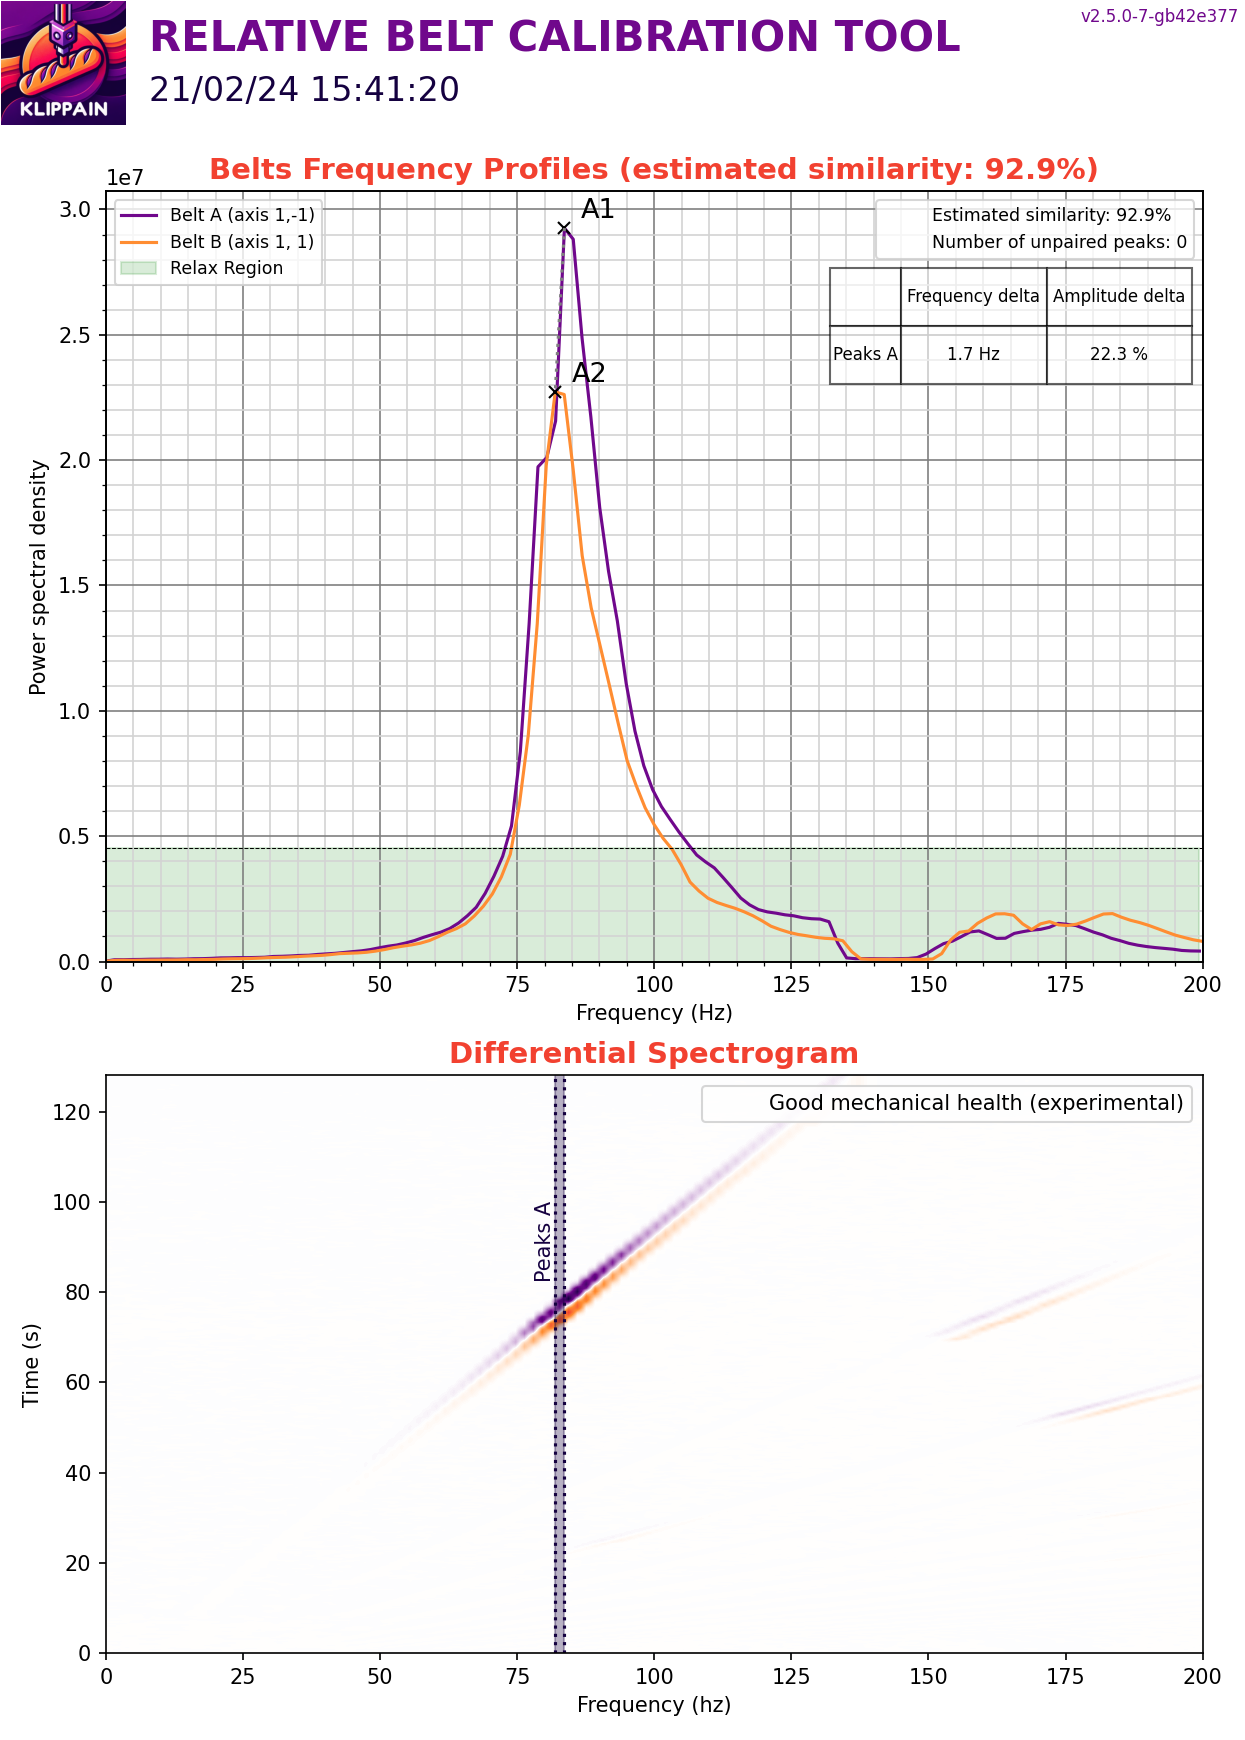 KLIPPAIN
RELATIVE BELT CALIBRATION TOOL
v2.5.0-7-gb42e377
21/02/24 15:41:20
Belts Frequency Profiles (estimated similarity: 92.9%)
1e7
Belt A (axis 1,-1)
Belt B (axis 1, 1)
Relax Region
A1
A2
Estimated similarity: 92.9%
Number of unpaired peaks: 0
Frequency delta Amplitude delta
Peaks A 1.7 Hz 22.3 %
Power spectral density
3.0
2.5
2.0
1.5
1.0
0.5
0.0
0 25 50 75 100 125 150 175 200
Frequency (Hz)
Differential Spectrogram
Good mechanical health (experimental)
Peaks A
Time (s)
120
100
80
60
40
20
0
0 25 50 75 100 125 150 175 200
Frequency (hz)